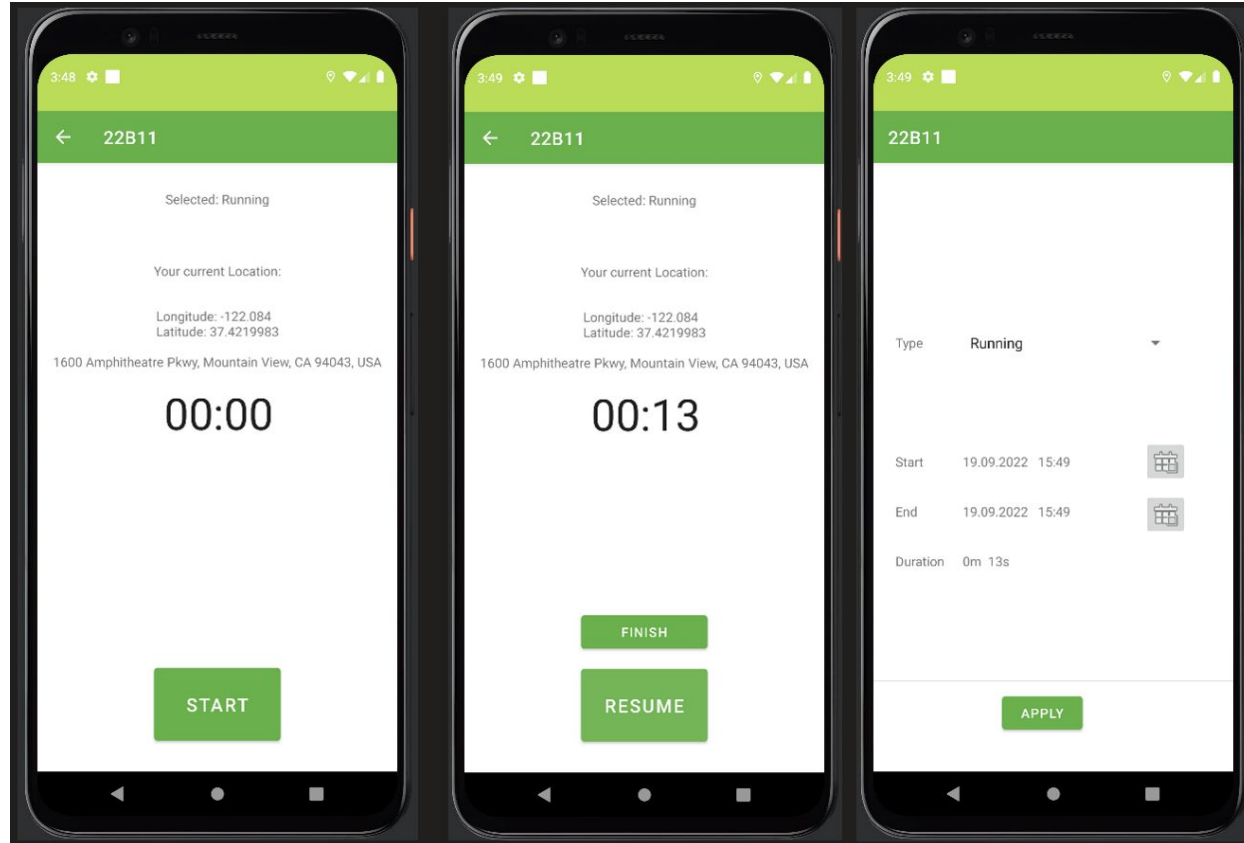 3:48
22B11
Selected: Running
Your current Location:
Longitude: -122.084
Latitude: 37.4219983
1600 Amphitheatre Pkwy, Mountain View, CA 94043, USA
00:00
START
3:49
22B11
Selected: Running
Your current Location:
Longitude: -122.084
Latitude: 37.4219983
1600 Amphitheatre Pkwy, Mountain View, CA 94043, USA
00:13
FINISH
RESUME
3:49
22B11
Type Running
Start 19.09.2022 15:49
End 19.09.2022 15:49
Duration 0m 13s
APPLY